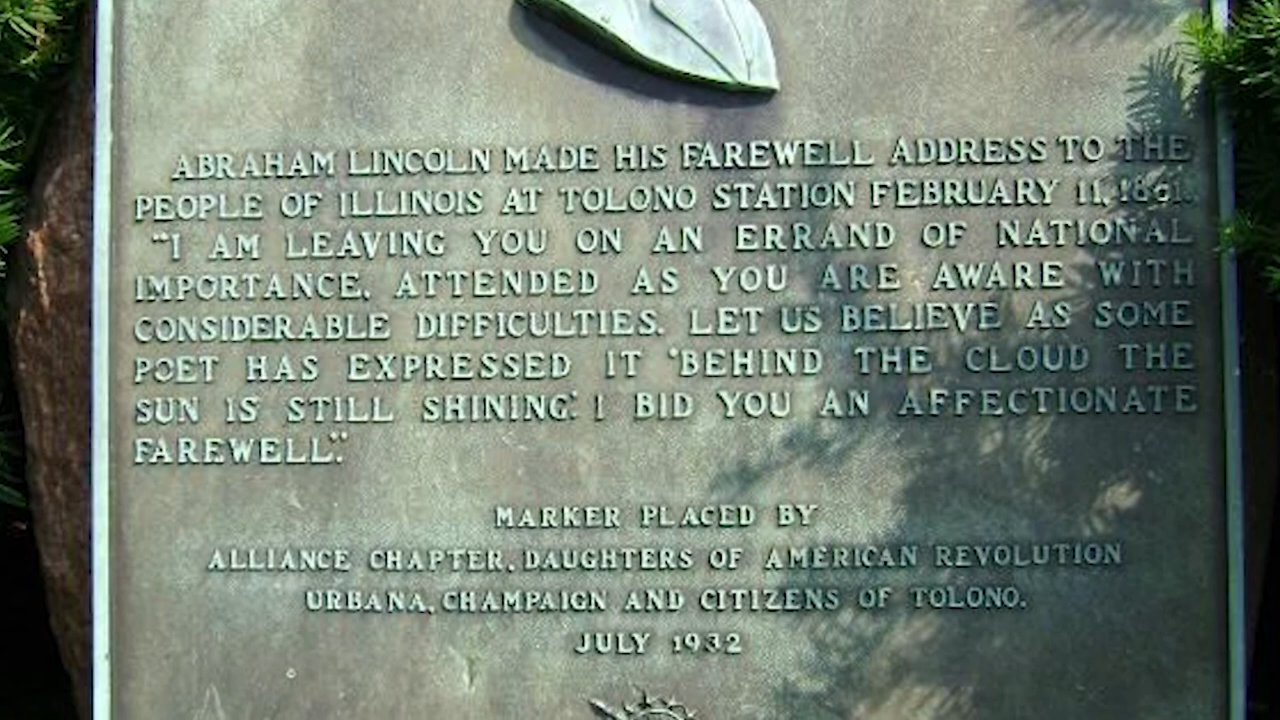 ABRAHAM LINCOLN MADE HIS FAREWELL ADDRESS TO THE
PEOPLE OF ILLINOIS AT TOLONO STATION FEBRUARY 11, 1861.
"I AM LEAVING YOU ON AN ERRAND OF NATIONAL
IMPORTANCE, ATTENDED AS YOU ARE AWARE WITH
CONSIDERABLE DIFFICULTIES. LET US BELIEVE AS SOME
POET HAS EXPRESSED IT 'BEHIND THE CLOUD THE
SUN IS STILL SHINING.' I BID YOU AN AFFECTIONATE
FAREWELL."
MARKER PLACED BY
ALLIANCE CHAPTER, DAUGHTERS OF AMERICAN REVOLUTION
URBANA, CHAMPAIGN AND CITIZENS OF TOLONO.
JULY 1932